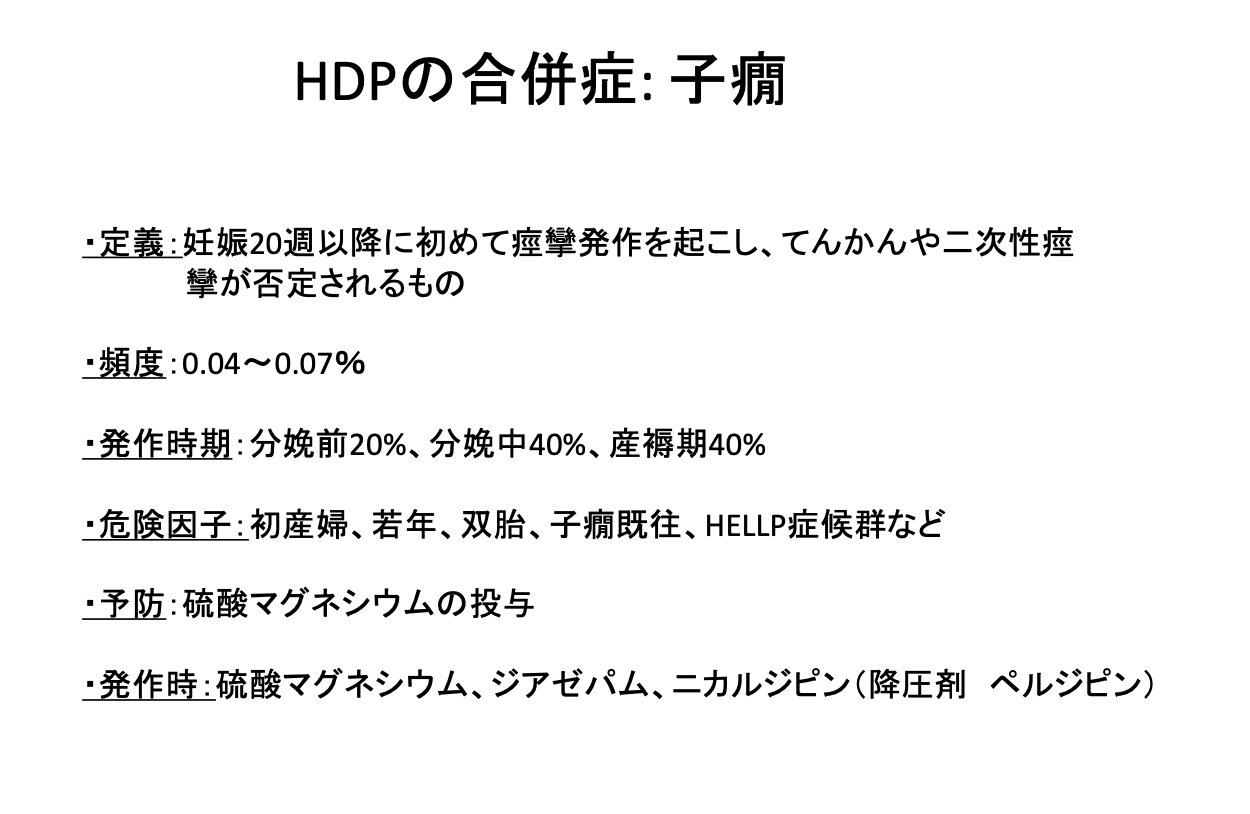 HDPの合併症: 子癇
・定義:妊娠20週以降に初めて痙攣発作を起こし、てんかんや二次性痙
攣が否定されるもの
・頻度:0.04〜0.07%
・発作時期:分娩前20%、分娩中40%、産褥期40%
・危険因子:初産婦、若年、双胎、子癇既往、HELLP症候群など
・予防:硫酸マグネシウムの投与
・発作時:硫酸マグネシウム、ジアゼパム、ニカルジピン(降圧剤　ペルジピン)